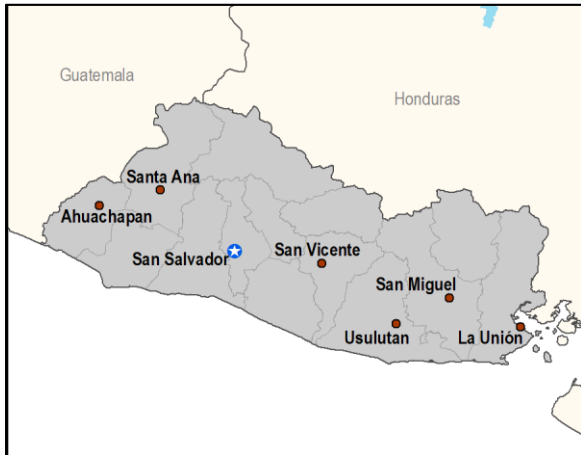 Guatemala
Honduras
Santa Ana
Ahuachapan
San Salvador
San Vicente
San Miguel
Usulutan
La Unión